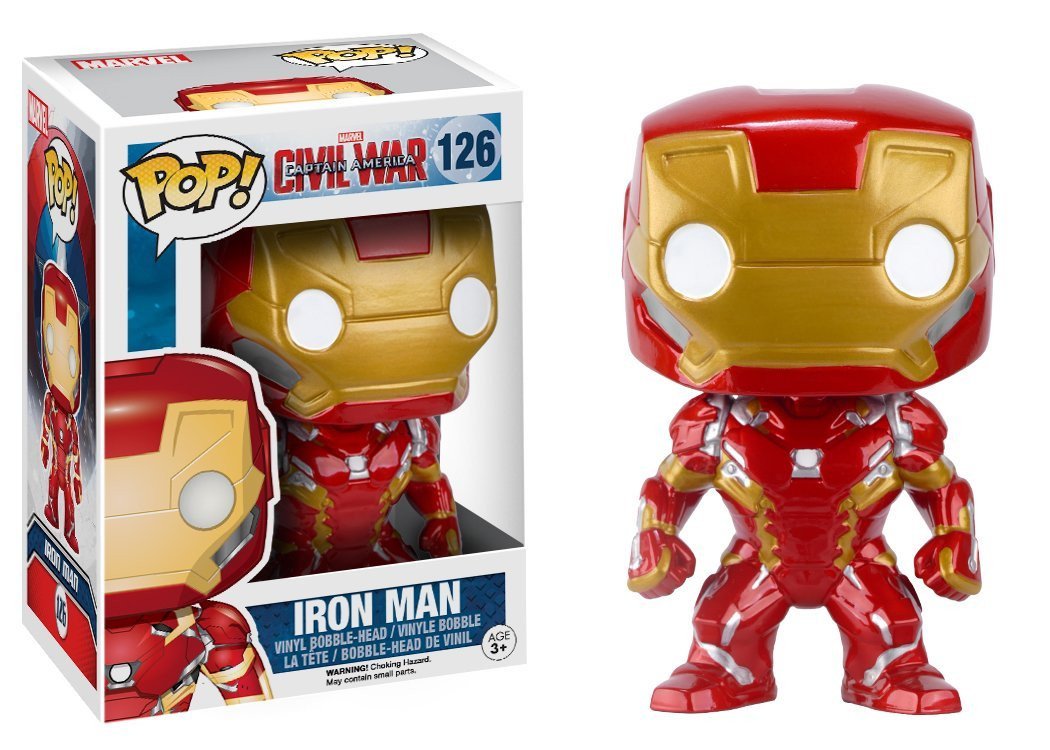 MARVEL
POP!
MARVEL
POP!
IRON MAN
126
POP!
MARVEL
CAPTAIN AMERICA
CIVIL WAR
126
IRON MAN
VINYL BOBBLE-HEAD / VINYLE BOBBLE
LA TÊTE / BOBBLE-HEAD DE VINIL
WARNING! Choking Hazard.
May contain small parts.
AGE
3+